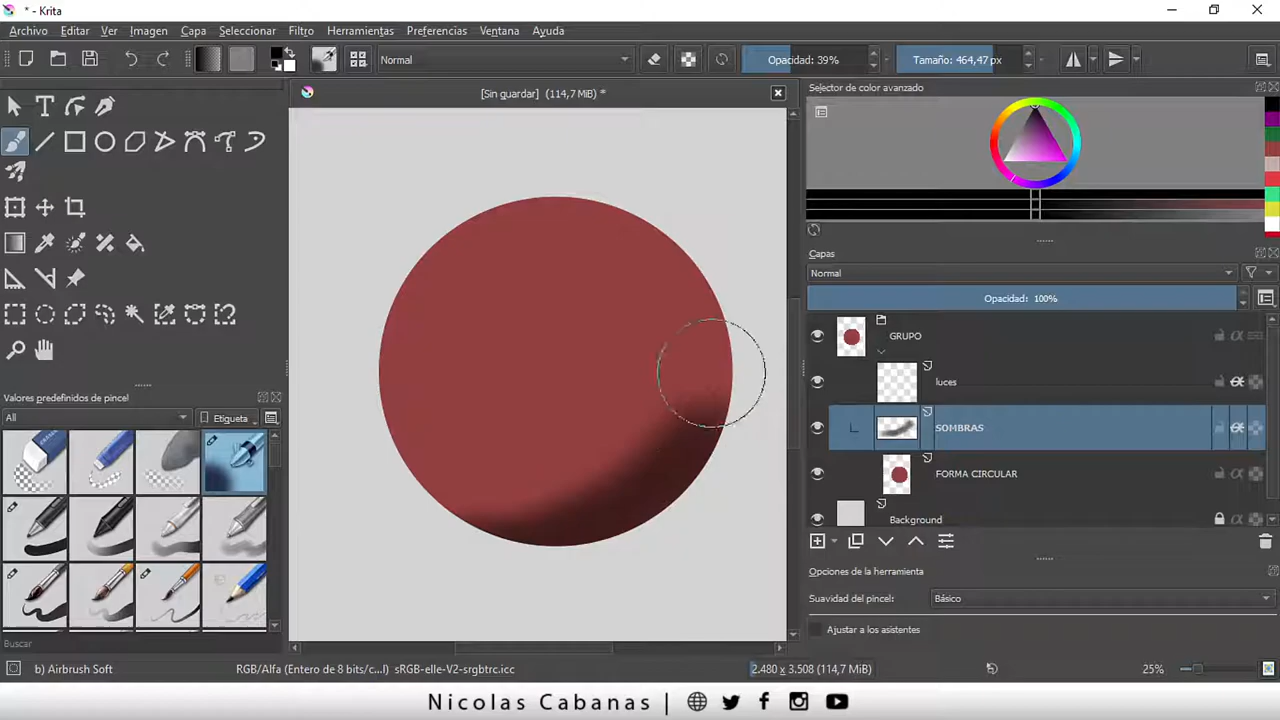 * - Krita
Archivo Editar Ver Imagen Capa Seleccionar Filtro Herramientas Preferencias Ventana Ayuda
Normal Opacidad: 39% Tamaño: 464,47 px
[Sin guardar] (114,7 MiB) *
Selector de color avanzado
Capas
Normal
Opacidad: 100%
GRUPO
luces
SOMBRAS
FORMA CIRCULAR
Background
Opciones de la herramienta
Suavidad del pincel: Básico
Ajustar a los asistentes
Valores predefinidos de pincel
All Etiqueta
Buscar
b) Airbrush Soft RGB/Alfa (Entero de 8 bits/c...l) sRGB-elle-V2-srgbtrc.icc 2.480 x 3.508 (114,7 MiB) 25%
Nicolas Cabanas |